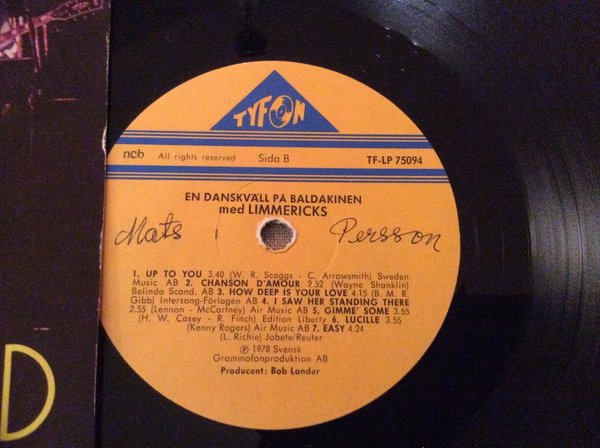 TYFON
ncb All rights reserved Side B TF-LP 75094
EN DANSKVÄLL PÅ BALDAKINEN
med LIMMERICKS
Mats Persson
1. UP TO YOU 3.40 (W. R. Scaggs - C. Arrowsmith) Sweden
Music AB 2. CHANSON D'AMOUR 2.52 (Wayne Shanklin)
Belinda Scand. AB 3. HOW DEEP IS YOUR LOVE 4.15 (B. M. R.
Gibb) Intersong-Förlagen AB 4. I SAW HER STANDING THERE
2.55 (Lennon - McCartney) Air Music AB 5. GIMME' SOME 3.55
(H. W. Casey - R. Finch) Edition Liberty 6. LUCILLE 3.55
(Kenny Rogers) Air Music AB 7. EASY 4.24
(L. Richie) Jabete/Reuter
Ⓟ 1978 Svensk
Grammofonproduktion AB
Producent: Bob Lander
D